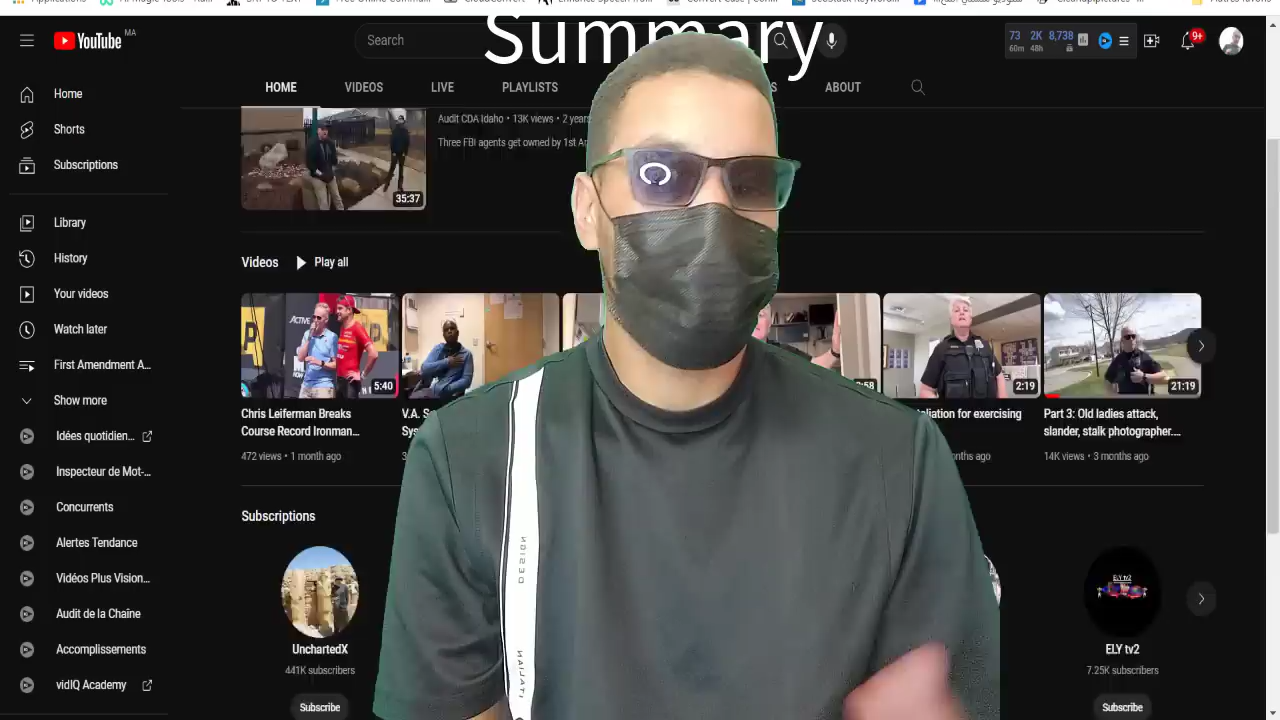 Applications
Summary
YouTube MA
Search
73 2K 8,738
60m 48h
9+
HOME VIDEOS LIVE PLAYLISTS ABOUT
Home
Shorts
Subscriptions
Library
History
Your videos
Watch later
First Amendment A...
Show more
Idées quotidien...
Inspecteur de Mot-...
Concurrents
Alertes Tendance
Vidéos Plus Vision...
Audit de la Chaîne
Accomplissements
vidIQ Academy
Audit CDA Idaho • 13K views • 2 years
Three FBI agents get owned by 1st
35:37
Videos Play all
5:40
2:19
21:19
Chris Leiferman Breaks
Course Record Ironman...
472 views • 1 month ago
V.A.
for exercising
Part 3: Old ladies attack,
slander, stalk photographer....
14K views • 3 months ago
Subscriptions
UnchartedX
441K subscribers
Subscribe
ELY tv2
ELY tv2
7.25K subscribers
Subscribe
DESIGN
ITALIAN